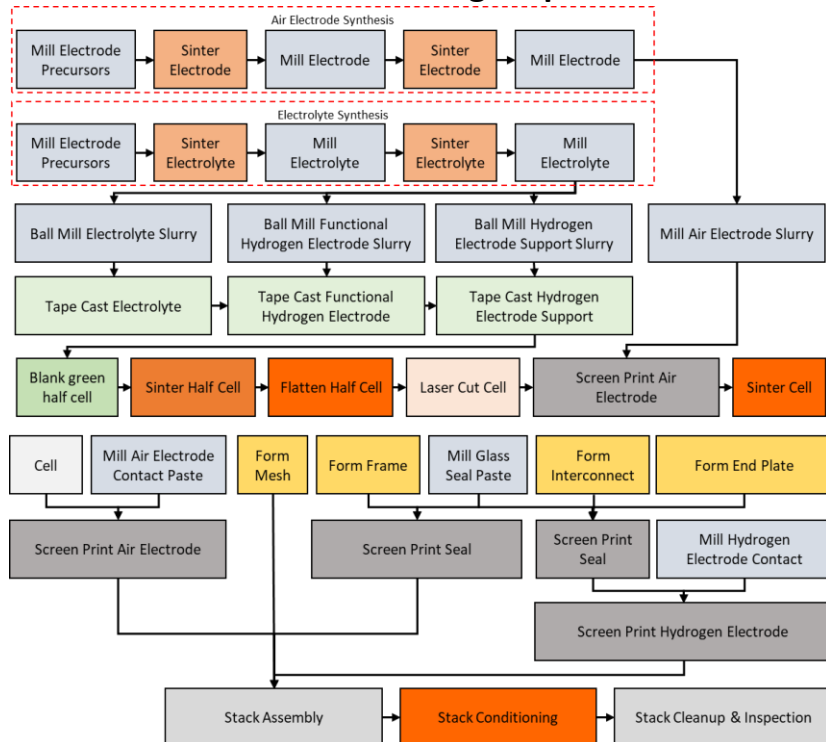 Air Electrode Synthesis
Mill Electrode
Precursors
Sinter
Electrode
Mill Electrode
Sinter
Electrode
Mill Electrode
Electrolyte Synthesis
Mill Electrode
Precursors
Sinter
Electrolyte
Mill
Electrolyte
Sinter
Electrolyte
Mill
Electrolyte
Ball Mill Electrolyte Slurry
Ball Mill Functional
Hydrogen Electrode Slurry
Ball Mill Hydrogen
Electrode Support Slurry
Mill Air Electrode Slurry
Tape Cast Electrolyte
Tape Cast Functional
Hydrogen Electrode
Tape Cast Hydrogen
Electrode Support
Blank green
half cell
Sinter Half Cell
Flatten Half Cell
Laser Cut Cell
Screen Print Air
Electrode
Sinter Cell
Cell
Mill Air Electrode
Contact Paste
Form
Mesh
Form Frame
Mill Glass
Seal Paste
Form
Interconnect
Form End Plate
Screen Print Air Electrode
Screen Print Seal
Screen Print
Seal
Mill Hydrogen
Electrode Contact
Screen Print Hydrogen Electrode
Stack Assembly
Stack Conditioning
Stack Cleanup & Inspection